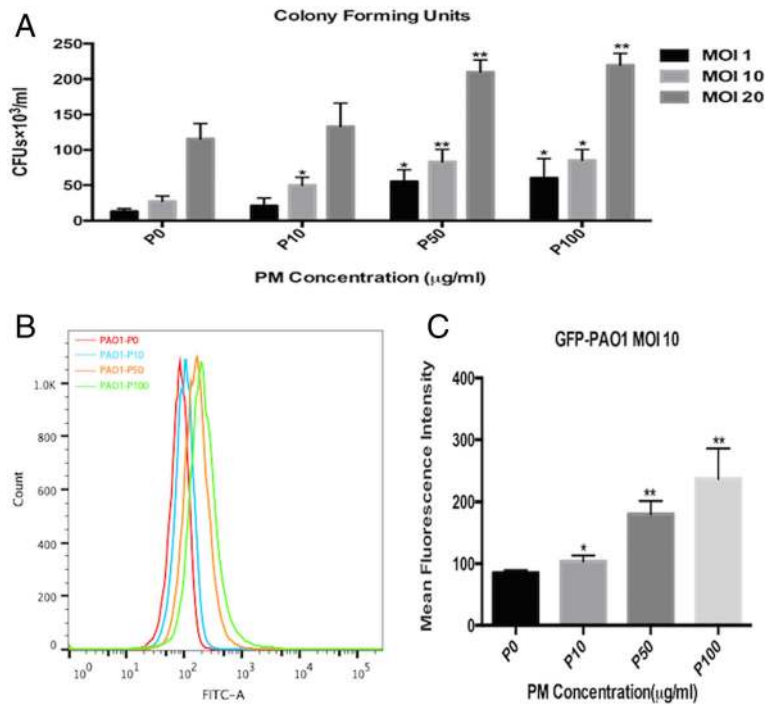 A
Colony Forming Units
CFUs×10³/ml
250
200
150
100
50
0
** **
* ** * *
*
MOI 1
MOI 10
MOI 20
P0 P10 P50 P100
PM Concentration (μg/ml)
B
PAO1-P0
PAO1-P10
PAO1-P50
PAO1-P100
Count
1.0K
800
600
400
200
0
10⁰ 10¹ 10² 10³ 10⁴ 10⁵
FITC-A
C
GFP-PAO1 MOI 10
Mean Fluorescence Intensity
400
300
200
100
0
* ** **
P0 P10 P50 P100
PM Concentration(μg/ml)